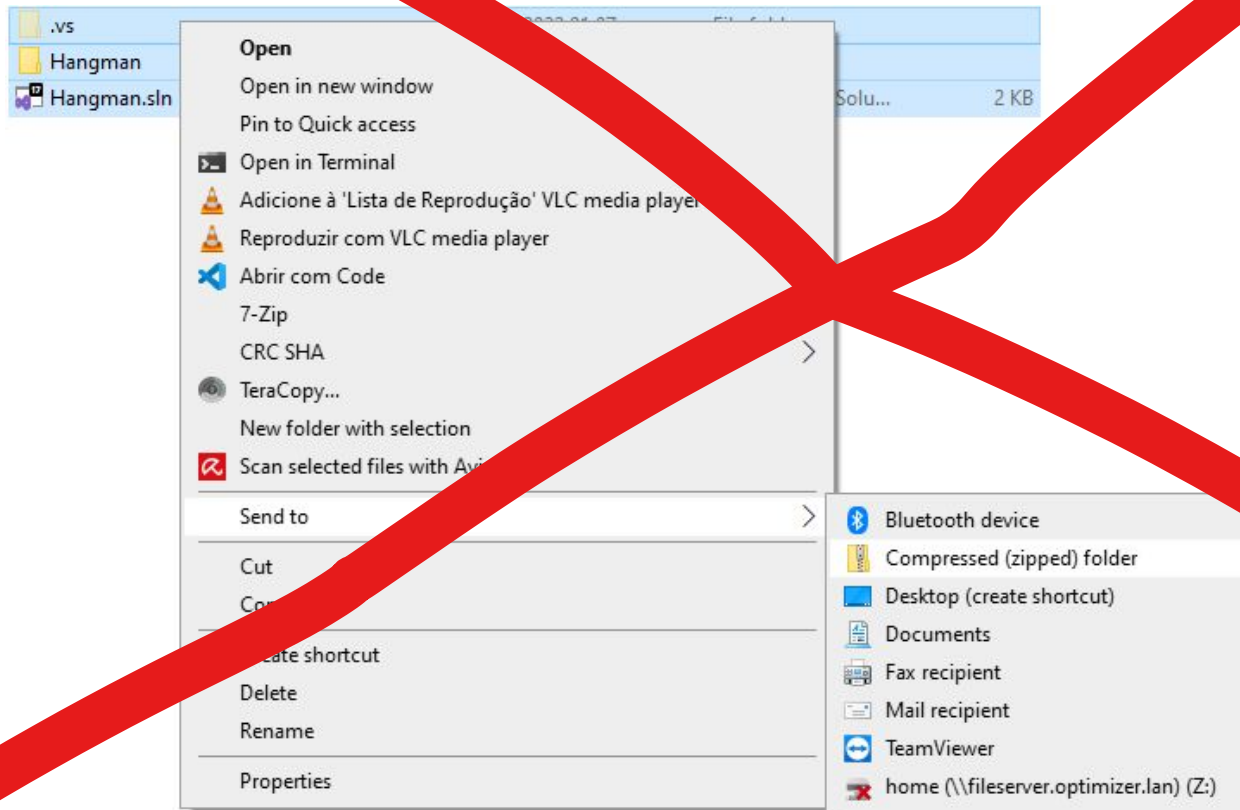 .vs
Hangman
Hangman.sln
Solu... 2 KB
Open
Open in new window
Pin to Quick access
Open in Terminal
Adicione à 'Lista de Reprodução' VLC media player
Reproduzir com VLC media player
Abrir com Code
7-Zip
CRC SHA
TeraCopy...
New folder with selection
Scan selected files with
Send to
Cut
shortcut
Delete
Rename
Properties
Bluetooth device
Compressed (zipped) folder
Desktop (create shortcut)
Documents
Fax recipient
Mail recipient
TeamViewer
home (\\fileserver.optimizer.lan) (Z:)